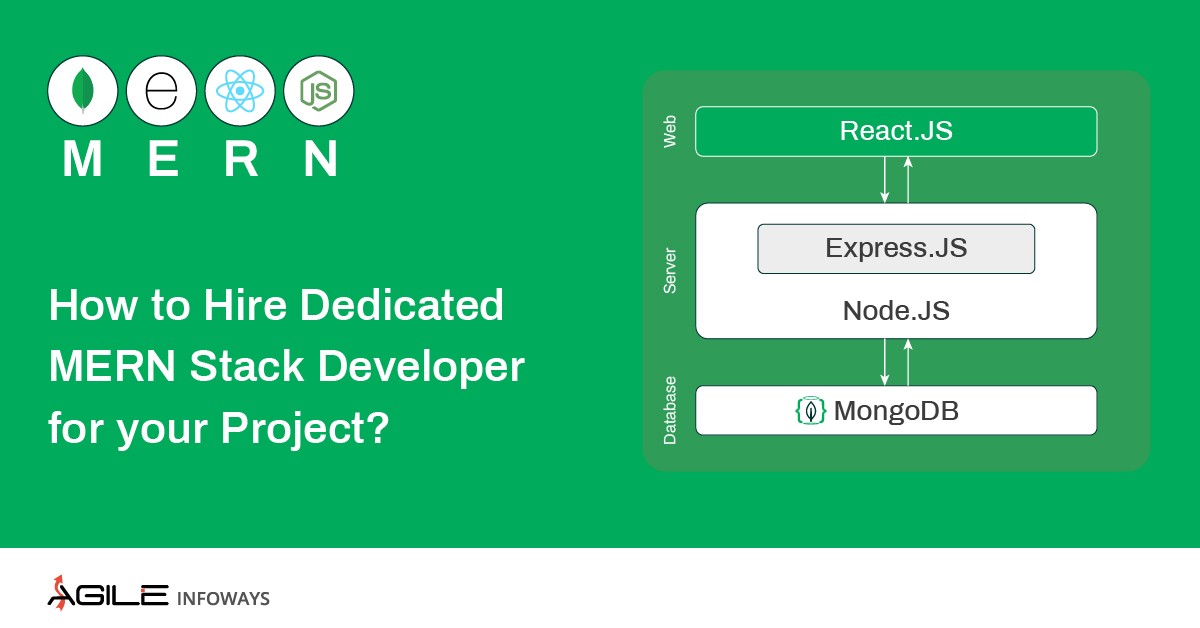 e
JS
M E R N
How to Hire Dedicated
MERN Stack Developer
for your Project?
Web
React.JS
Server
Express.JS
Node.JS
Database
MongoDB
AGILE INFOWAYS